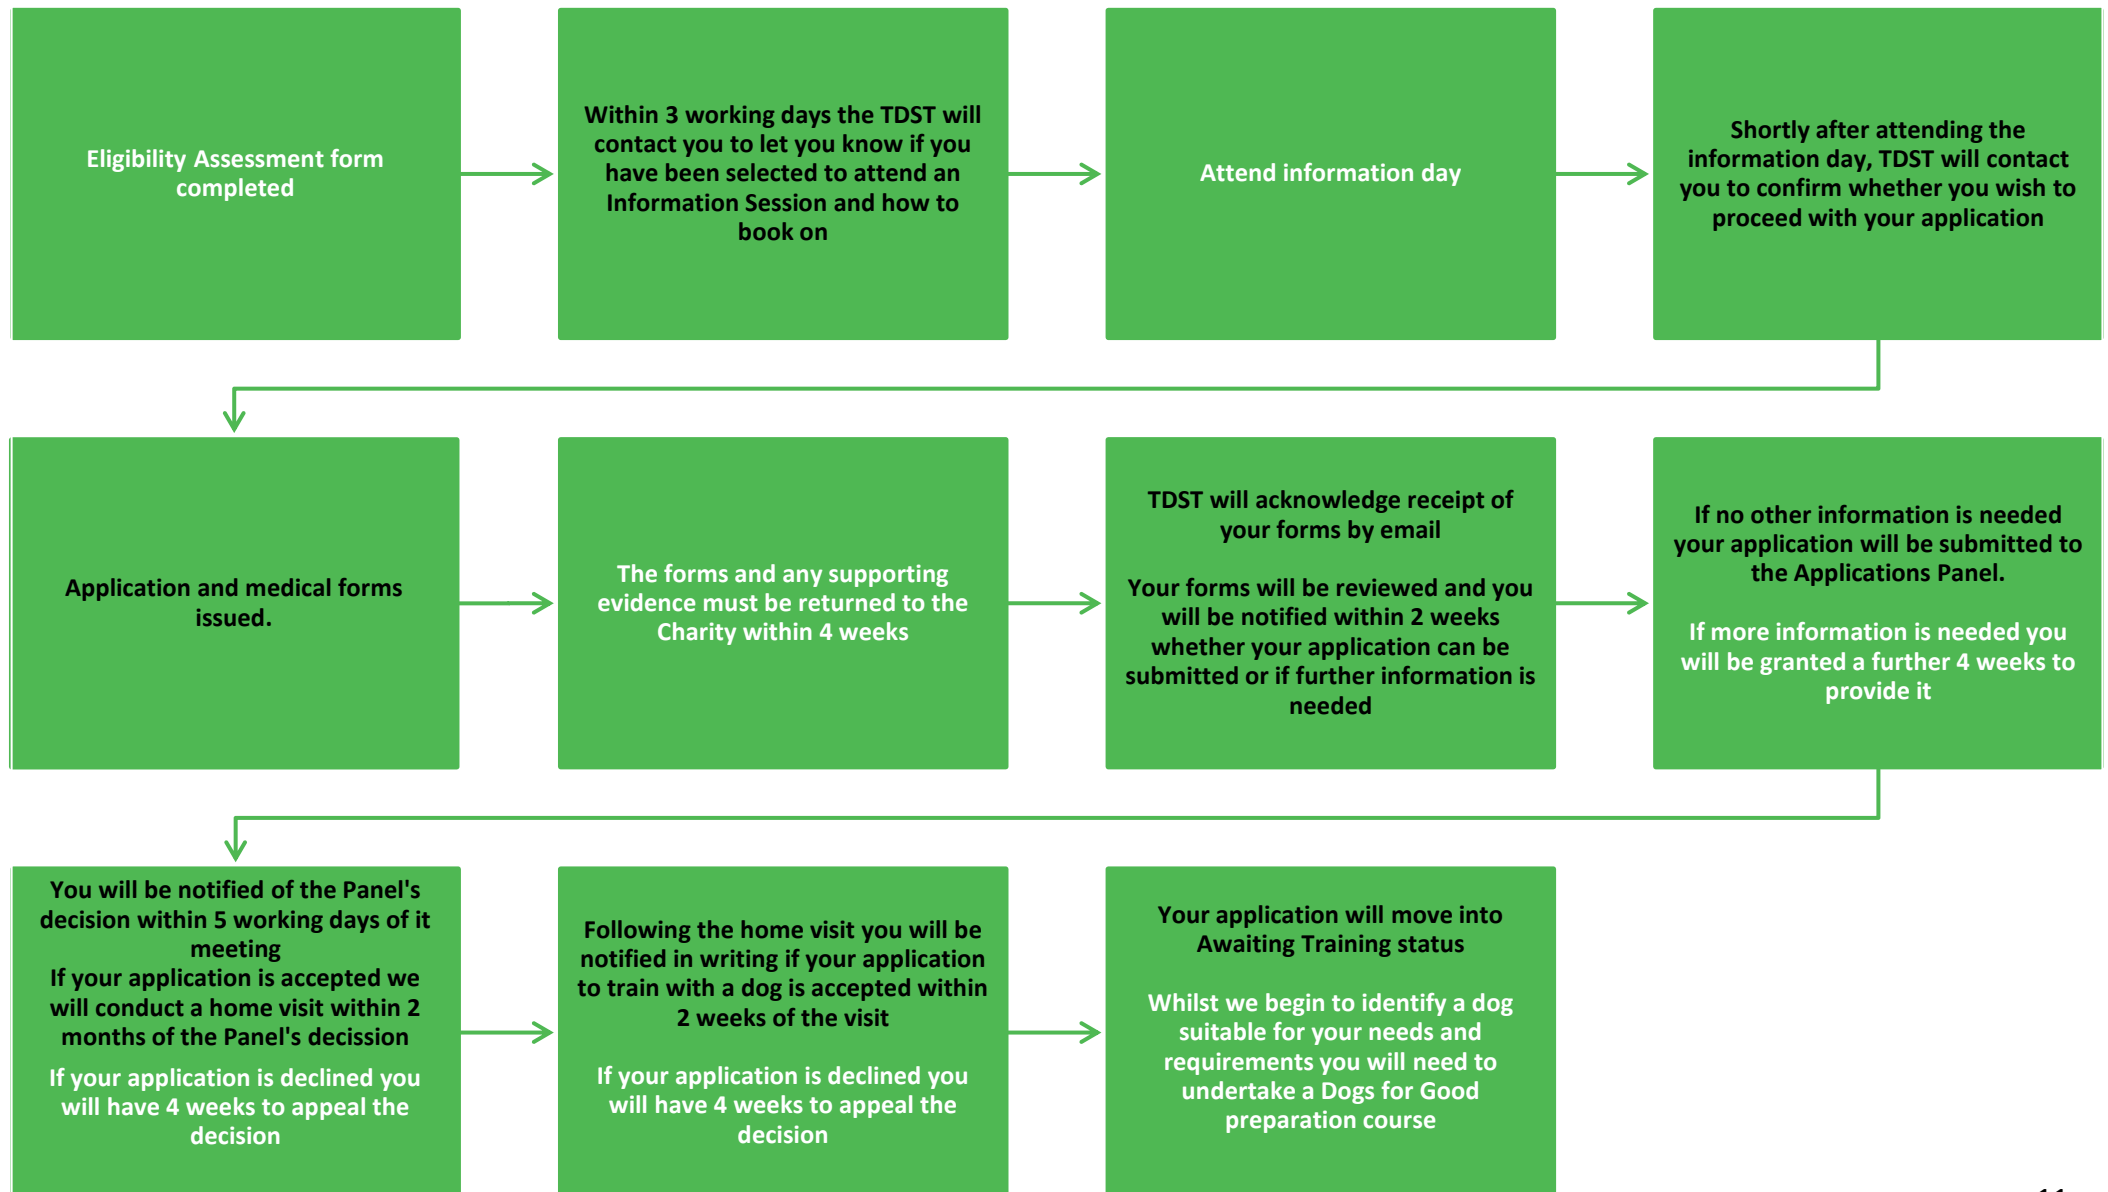 Eligibility Assessment form
completed
Within 3 working days the TDST will
contact you to let you know if you
have been selected to attend an
Information Session and how to
book on
Attend information day
Shortly after attending the
information day, TDST will contact
you to confirm whether you wish to
proceed with your application
Application and medical forms
issued.
The forms and any supporting
evidence must be returned to the
Charity within 4 weeks
TDST will acknowledge receipt of
your forms by email
Your forms will be reviewed and you
will be notified within 2 weeks
whether your application can be
submitted or if further information is
needed
If no other information is needed
your application will be submitted to
the Applications Panel.
If more information is needed you
will be granted a further 4 weeks to
provide it
You will be notified of the Panel's
decision within 5 working days of it
meeting
If your application is accepted we
will conduct a home visit within 2
months of the Panel's decission
If your application is declined you
will have 4 weeks to appeal the
decision
Following the home visit you will be
notified in writing if your application
to train with a dog is accepted within
2 weeks of the visit
If your application is declined you
will have 4 weeks to appeal the
decision
Your application will move into
Awaiting Training status
Whilst we begin to identify a dog
suitable for your needs and
requirements you will need to
undertake a Dogs for Good
preparation course